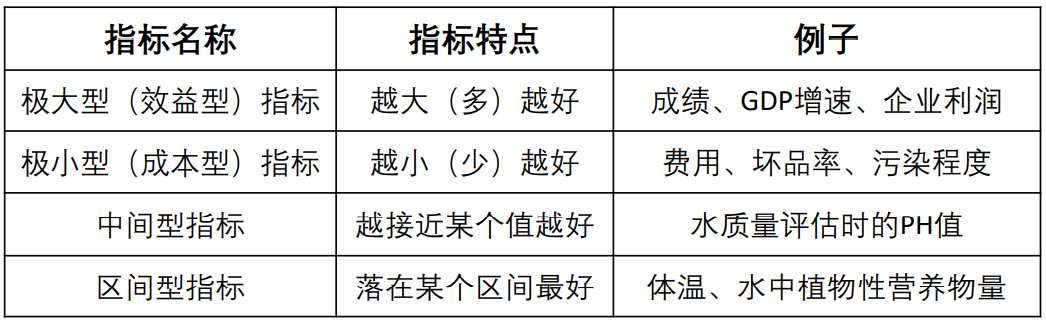 指标名称 指标特点 例子
极大型（效益型）指标 越大（多）越好 成绩、GDP增速、企业利润
极小型（成本型）指标 越小（少）越好 费用、坏品率、污染程度
中间型指标 越接近某个值越好 水质量评估时的PH值
区间型指标 落在某个区间最好 体温、水中植物性营养物量